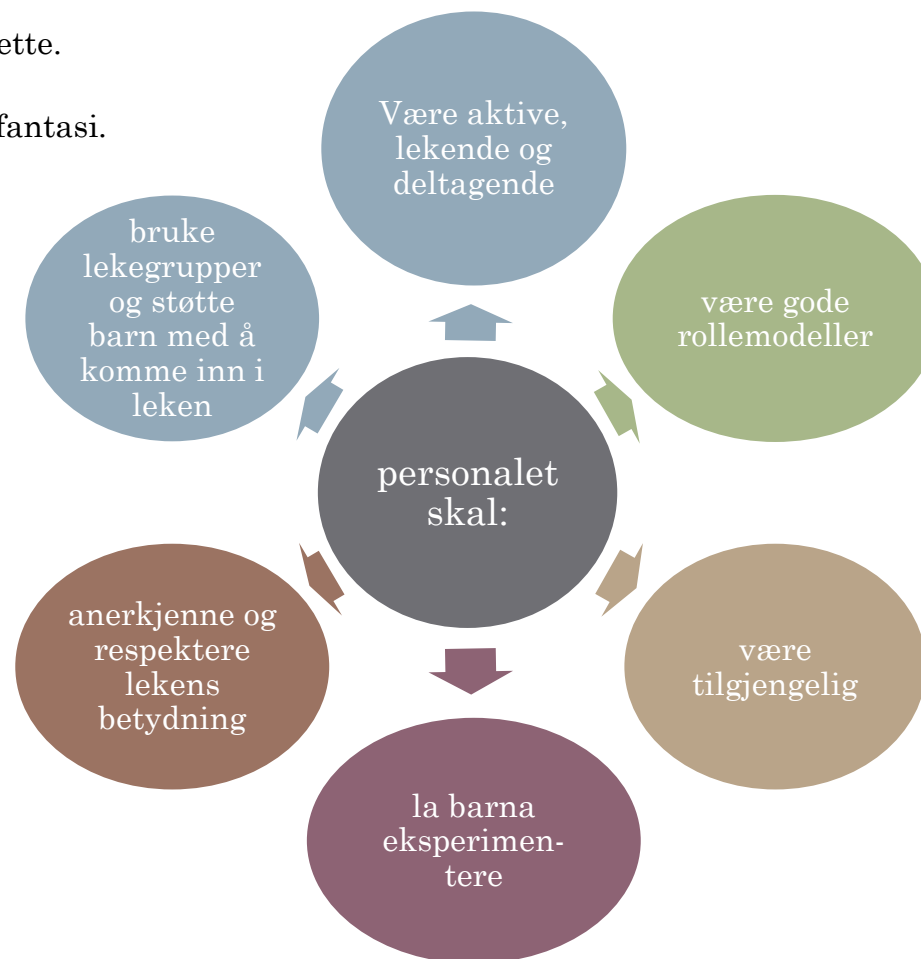 ette.
fantasi.
Være aktive,
lekende og
deltagende
være gode
rollemodeller
være
tilgjengelig
la barna
eksperimen-
tere
anerkjenne og
respektere
lekens
betydning
bruke
lekegrupper
og støtte
barn med å
komme inn i
leken
personalet
skal: